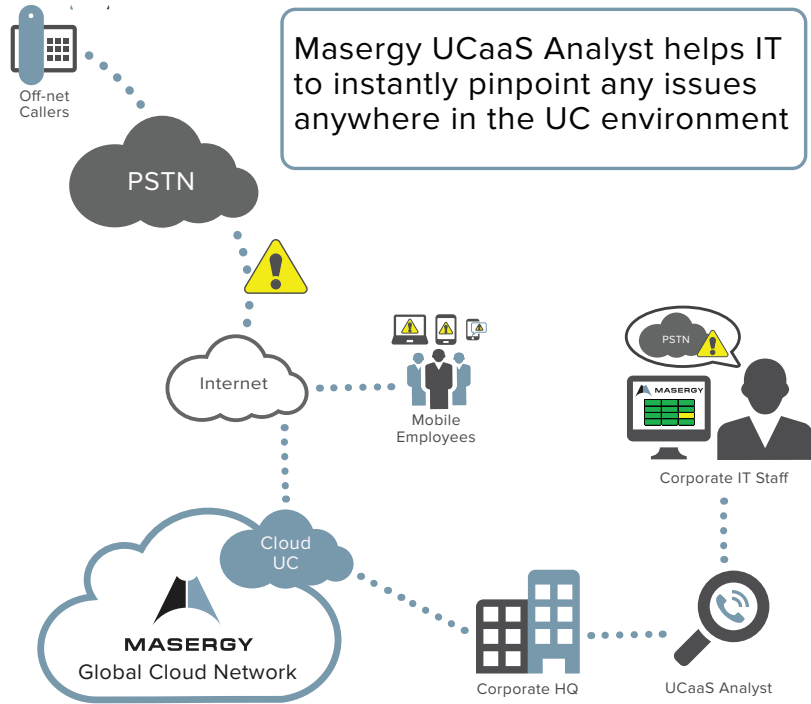 Masergy UCaaS Analyst helps IT
to instantly pinpoint any issues
anywhere in the UC environment
Off-net
Callers
PSTN
Internet
Mobile
Employees
PSTN
MASERGY
Corporate IT Staff
Cloud
UC
MASERGY
Global Cloud Network
Corporate HQ
UCaaS Analyst